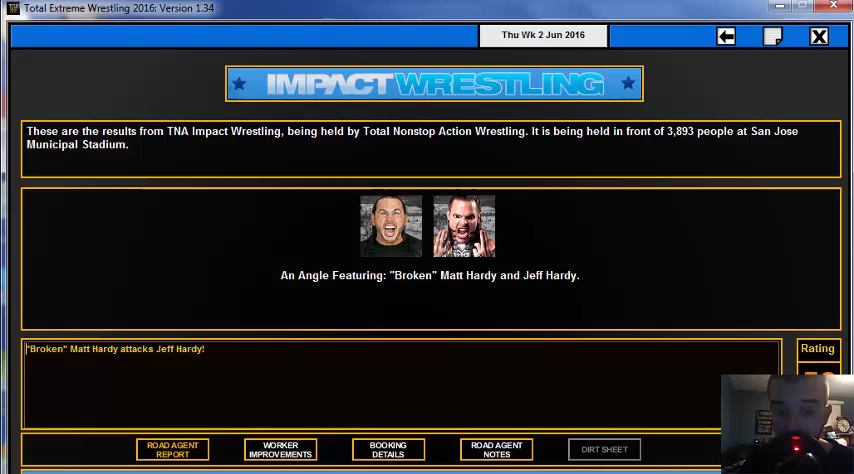 Total Extreme Wrestling 2016: Version 1.34
Thu Wk 2 Jun 2016
IMPACT WRESTLING
These are the results from TNA Impact Wrestling, being held by Total Nonstop Action Wrestling. It is being held in front of 3,893 people at San Jose
Municipal Stadium.
An Angle Featuring: "Broken" Matt Hardy and Jeff Hardy.
"Broken" Matt Hardy attacks Jeff Hardy!
Rating
ROAD AGENT
REPORT
WORKER
IMPROVEMENTS
BOOKING
DETAILS
ROAD AGENT
NOTES
DIRT SHEET